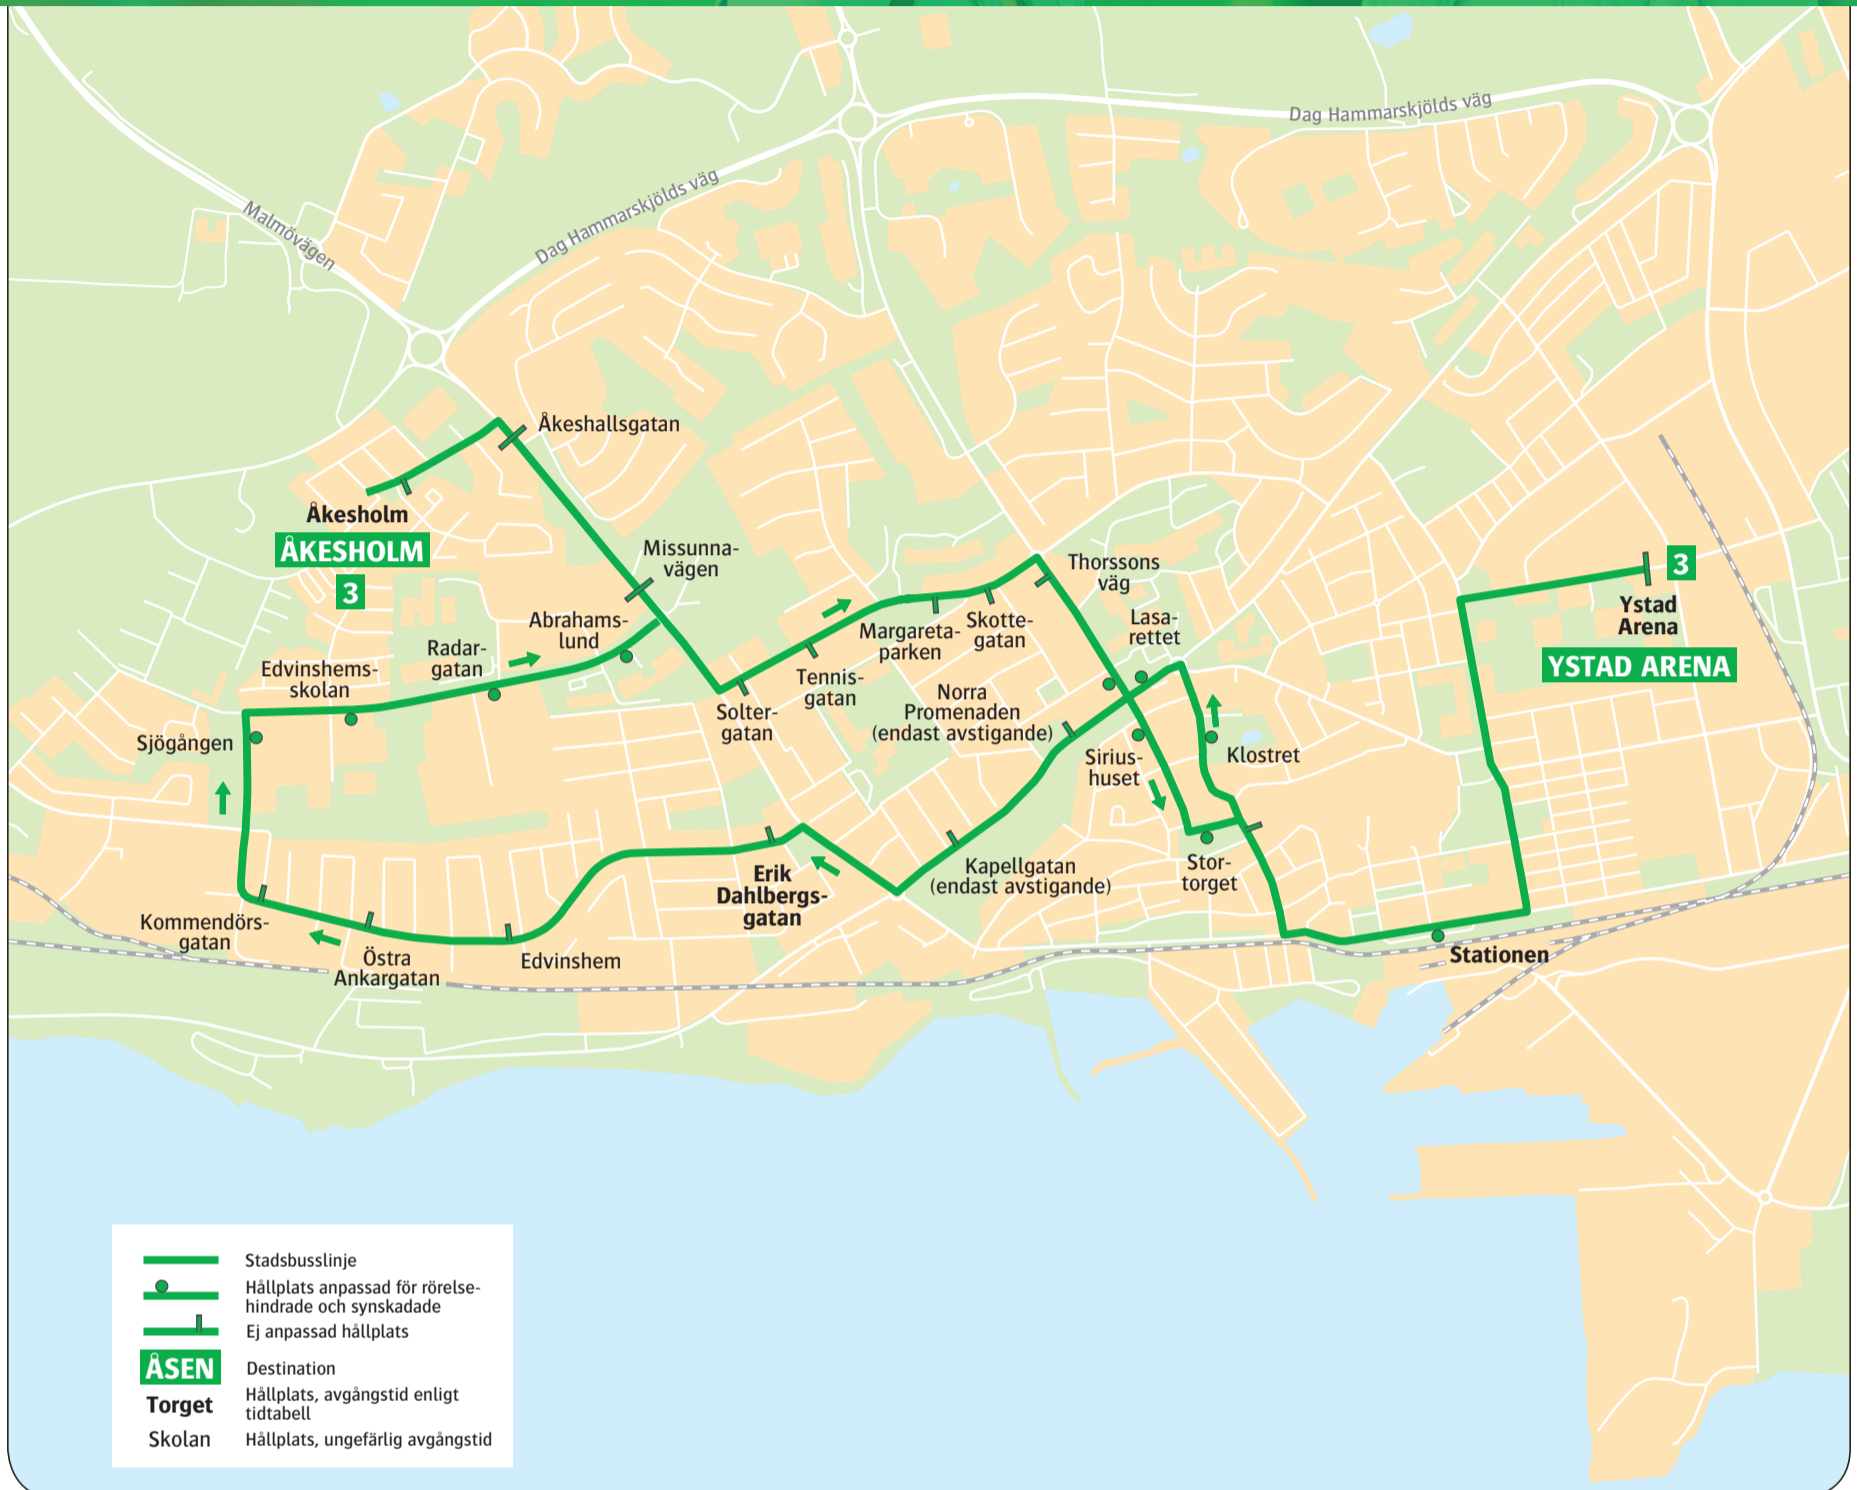 Dag Hammarskjölds väg
Dag Hammarskjölds väg
Malmövägen
Åkeshallsgatan
Åkesholm
ÅKESHOLM
3
Missunna-
vägen
Abrahams-
lund
Radar-
gatan
Edvinshems-
skolan
Sjögången
Thorssons
väg
Skotte-
gatan
Margareta-
parken
Tennis-
gatan
Solter-
gatan
Lasa-
rettet
Norra
Promenaden
(endast avstigande)
Sirius-
huset
Klostret
3
Ystad
Arena
YSTAD ARENA
Stor-
torget
Kapellgatan
(endast avstigande)
Erik
Dahlbergs-
gatan
Kommendörs-
gatan
Östra
Ankargatan
Edvinshem
Stationen
Stadsbusslinje
Hållplats anpassad för rörelse-
hindrade och synskadade
Ej anpassad hållplats
ÅSEN
Destination
Torget
Hållplats, avgångstid enligt
tidtabell
Skolan
Hållplats, ungefärlig avgångstid